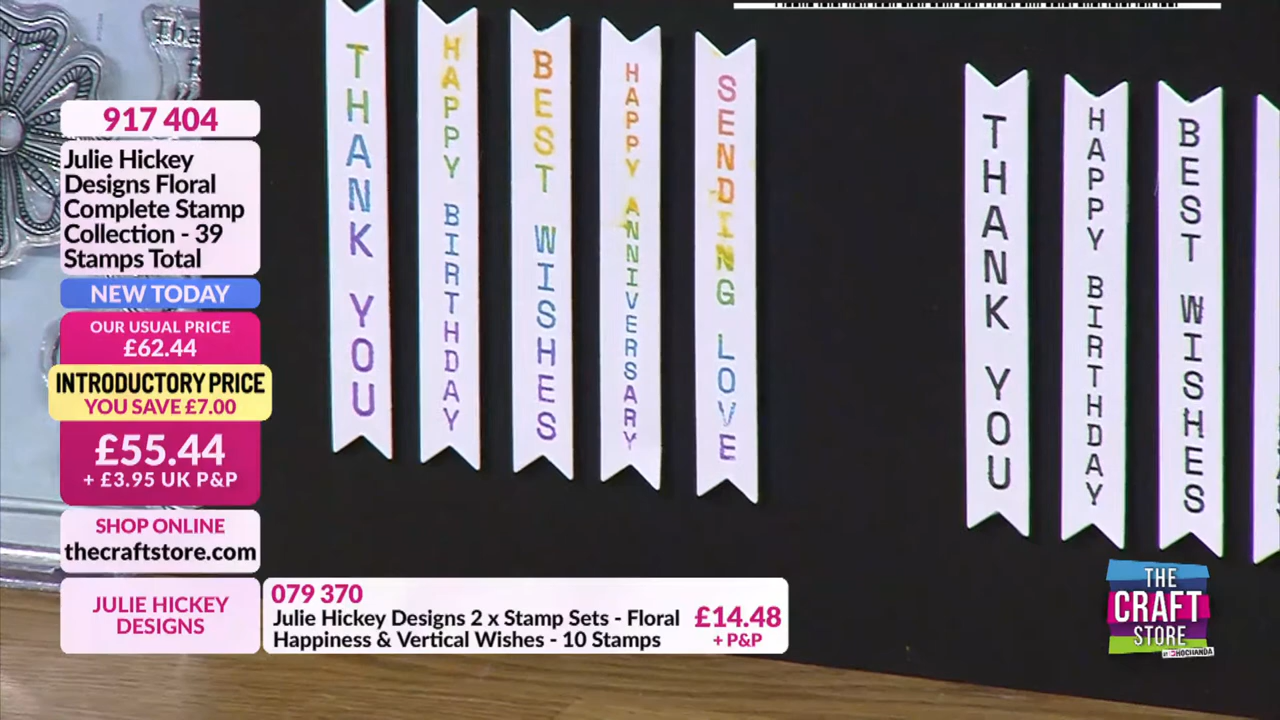 917 404
Julie Hickey
Designs Floral
Complete Stamp
Collection - 39
Stamps Total
NEW TODAY
OUR USUAL PRICE
£62.44
INTRODUCTORY PRICE
YOU SAVE £7.00
£55.44
+ £3.95 UK P&P
SHOP ONLINE
thecraftstore.com
JULIE HICKEY
DESIGNS
079 370
Julie Hickey Designs 2 x Stamp Sets - Floral
Happiness & Vertical Wishes - 10 Stamps
£14.48
+ P&P
THANK YOU
HAPPY BIRTHDAY
BEST WISHES
HAPPY ANNIVERSARY
SENDING LOVE
THANK YOU
HAPPY BIRTHDAY
BEST WISHES
THE
CRAFT
STORE
HOCHANDA